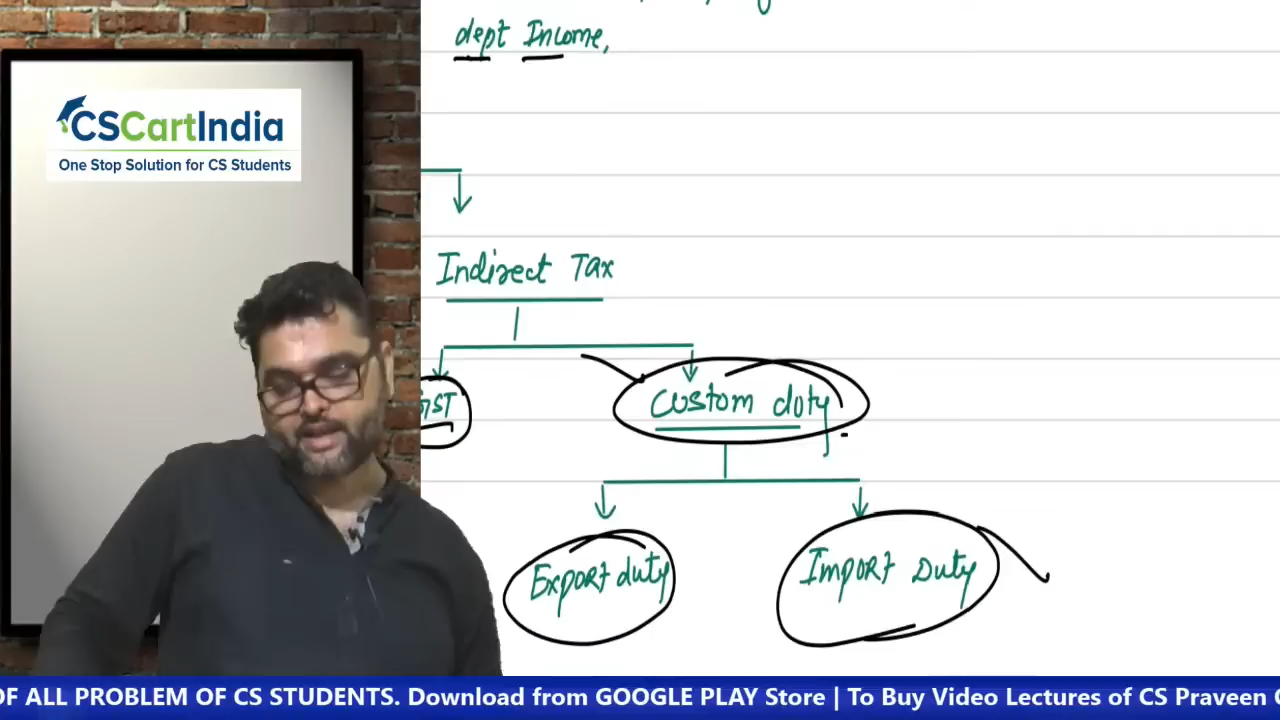 dept Income,
CSCartIndia
One Stop Solution for CS Students
Indirect Tax
GST
Custom duty
Export duty
Import Duty
OF ALL PROBLEM OF CS STUDENTS. Download from GOOGLE PLAY Store | To Buy Video Lectures of CS Praveen